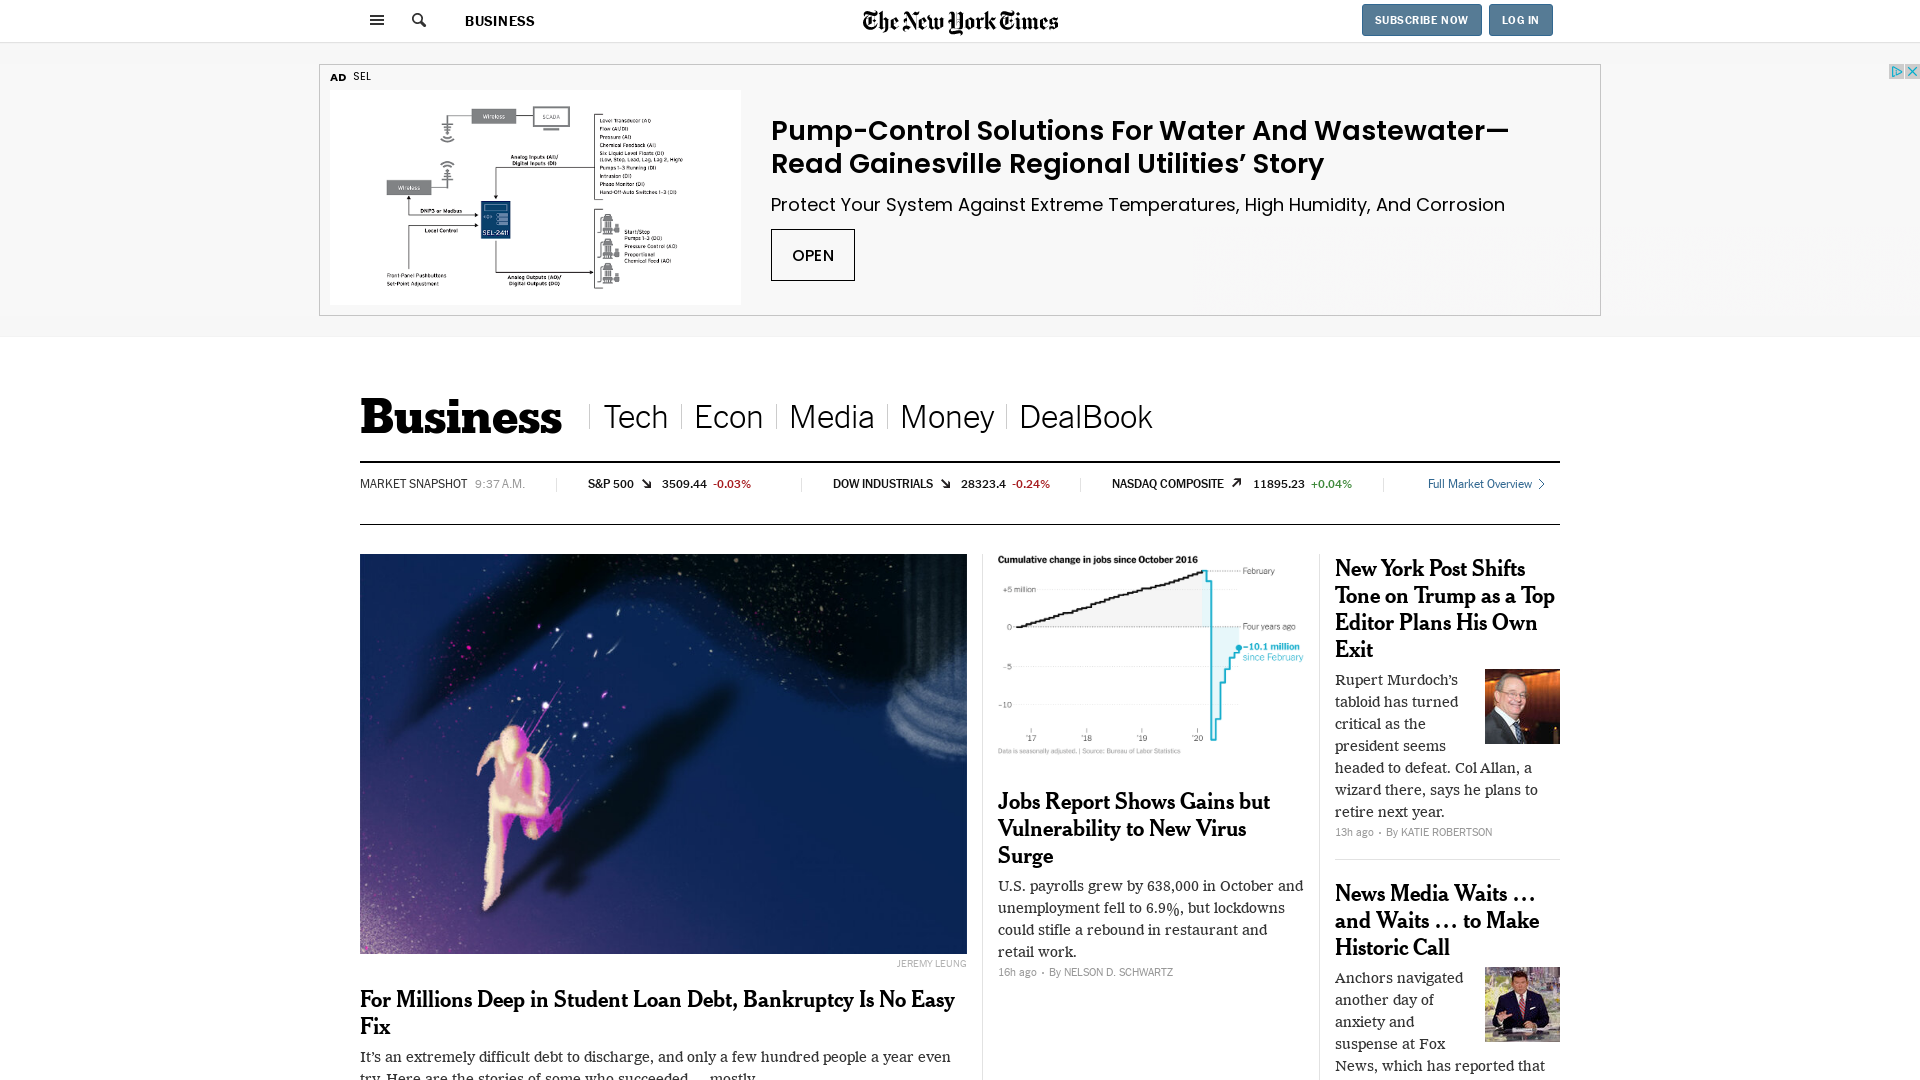 BUSINESS
The New York Times
SUBSCRIBE NOW
LOG IN
AD SEL
Wireless
SCADA
Level Transducer (AI)
Flow (AI/DI)
Pressure (AI)
Chemical Feedback (AI)
Six Liquid Level Floats (DI)
(Low, Stop, Lead, Lag, Lag 2, High)
Pumps 1–3 Running (DI)
Intrusion (DI)
Phase Monitor (DI)
Hand-Off-Auto Switches 1–3 (DI)
Analog Inputs (AI)/
Digital Inputs (DI)
Wireless
DNP3 or Modbus
Local Control
SEL-2411
Start/Stop
Pumps 1–3 (DO)
Pressure Control (AO)
Proportional
Chemical Feed (AO)
Front-Panel Pushbuttons
Set-Point Adjustment
Analog Outputs (AO)/
Digital Outputs (DO)
Pump-Control Solutions For Water And Wastewater—
Read Gainesville Regional Utilities’ Story
Protect Your System Against Extreme Temperatures, High Humidity, And Corrosion
OPEN
Business
Tech
Econ
Media
Money
DealBook
MARKET SNAPSHOT 9:37 A.M.
S&P 500 3509.44 -0.03%
DOW INDUSTRIALS 28323.4 -0.24%
NASDAQ COMPOSITE 11895.23 +0.04%
Full Market Overview
JEREMY LEUNG
For Millions Deep in Student Loan Debt, Bankruptcy Is No Easy
Fix
It’s an extremely difficult debt to discharge, and only a few hundred people a year even
try. Here are the stories of some who succeeded … mostly.
Cumulative change in jobs since October 2016
February
+5 million
0
Four years ago
–10.1 million
since February
–5
–10
'17
'18
'19
'20
Data is seasonally adjusted. | Source: Bureau of Labor Statistics
Jobs Report Shows Gains but
Vulnerability to New Virus
Surge
U.S. payrolls grew by 638,000 in October and
unemployment fell to 6.9%, but lockdowns
could stifle a rebound in restaurant and
retail work.
16h ago · By NELSON D. SCHWARTZ
New York Post Shifts
Tone on Trump as a Top
Editor Plans His Own
Exit
Rupert Murdoch’s
tabloid has turned
critical as the
president seems
headed to defeat. Col Allan, a
wizard there, says he plans to
retire next year.
13h ago · By KATIE ROBERTSON
News Media Waits …
and Waits … to Make
Historic Call
Anchors navigated
another day of
anxiety and
suspense at Fox
News, which has reported that